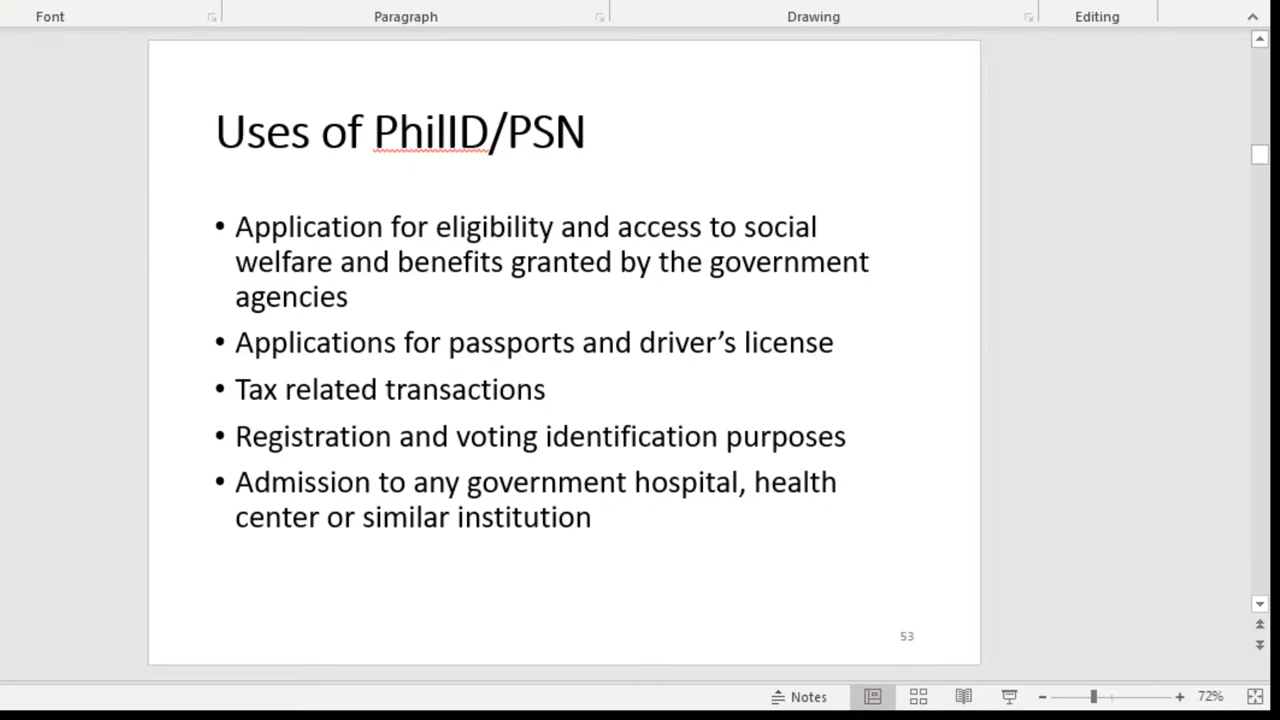 Font Paragraph Drawing Editing
Uses of PhilID/PSN
• Application for eligibility and access to social
welfare and benefits granted by the government
agencies
• Applications for passports and driver’s license
• Tax related transactions
• Registration and voting identification purposes
• Admission to any government hospital, health
center or similar institution
53
Notes 72%